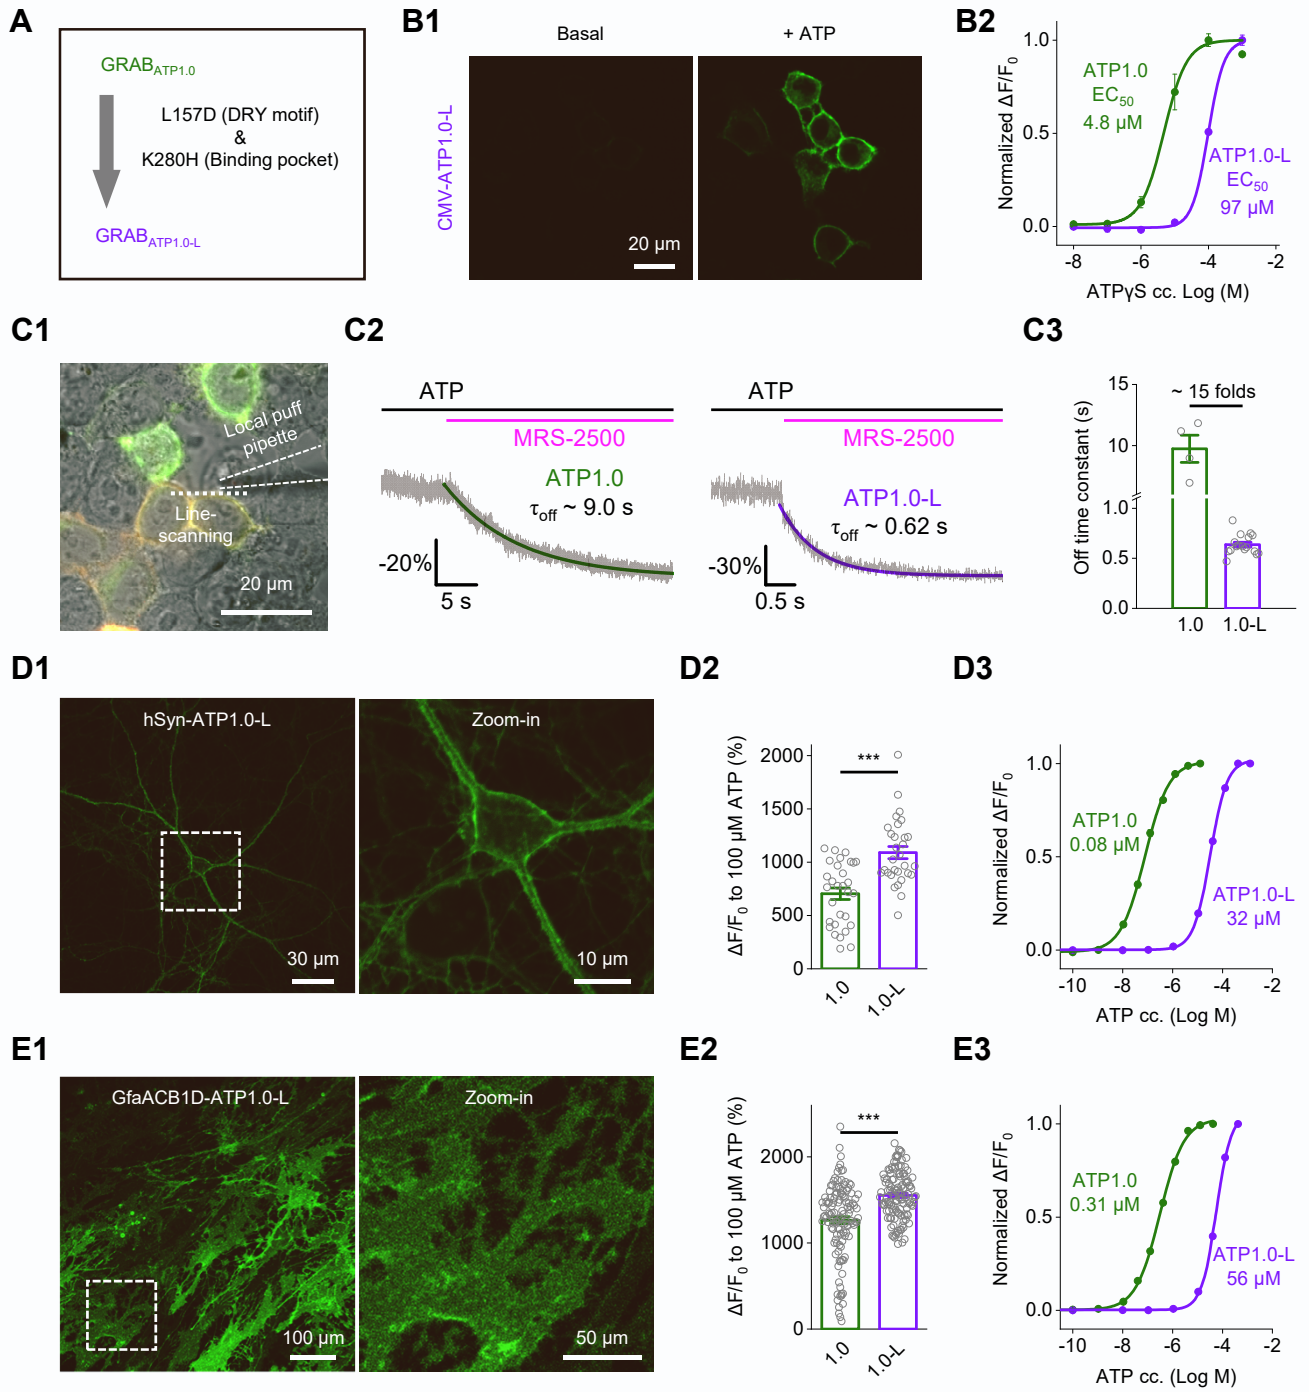 A
GRABATP1.0
L157D (DRY motif)
&
K280H (Binding pocket)
GRABATP1.0-L
B1
Basal
+ ATP
CMV-ATP1.0-L
20 µm
B2
Normalized ΔF/F0
1.0
0.5
0.0
ATP1.0
EC50
4.8 µM
ATP1.0-L
EC50
97 µM
-8
-6
-4
-2
ATPγS cc. Log (M)
C1
Local puff
pipette
Line-
scanning
20 µm
C2
ATP
MRS-2500
ATP1.0
τoff ~ 9.0 s
-20%
5 s
ATP
MRS-2500
ATP1.0-L
τoff ~ 0.62 s
-30%
0.5 s
C3
Off time constant (s)
15
10
1.0
0.5
0.0
~ 15 folds
1.0
1.0-L
D1
hSyn-ATP1.0-L
30 µm
Zoom-in
10 µm
D2
ΔF/F0 to 100 µM ATP (%)
2000
1500
1000
500
0
***
1.0
1.0-L
D3
Normalized ΔF/F0
1.0
0.5
0.0
ATP1.0
0.08 µM
ATP1.0-L
32 µM
-10
-8
-6
-4
-2
ATP cc. (Log M)
E1
GfaACB1D-ATP1.0-L
100 µm
Zoom-in
50 µm
E2
ΔF/F0 to 100 µM ATP (%)
2000
1000
0
***
1.0
1.0-L
E3
Normalized ΔF/F0
1.0
0.5
0.0
ATP1.0
0.31 µM
ATP1.0-L
56 µM
-10
-8
-6
-4
-2
ATP cc. (Log M)